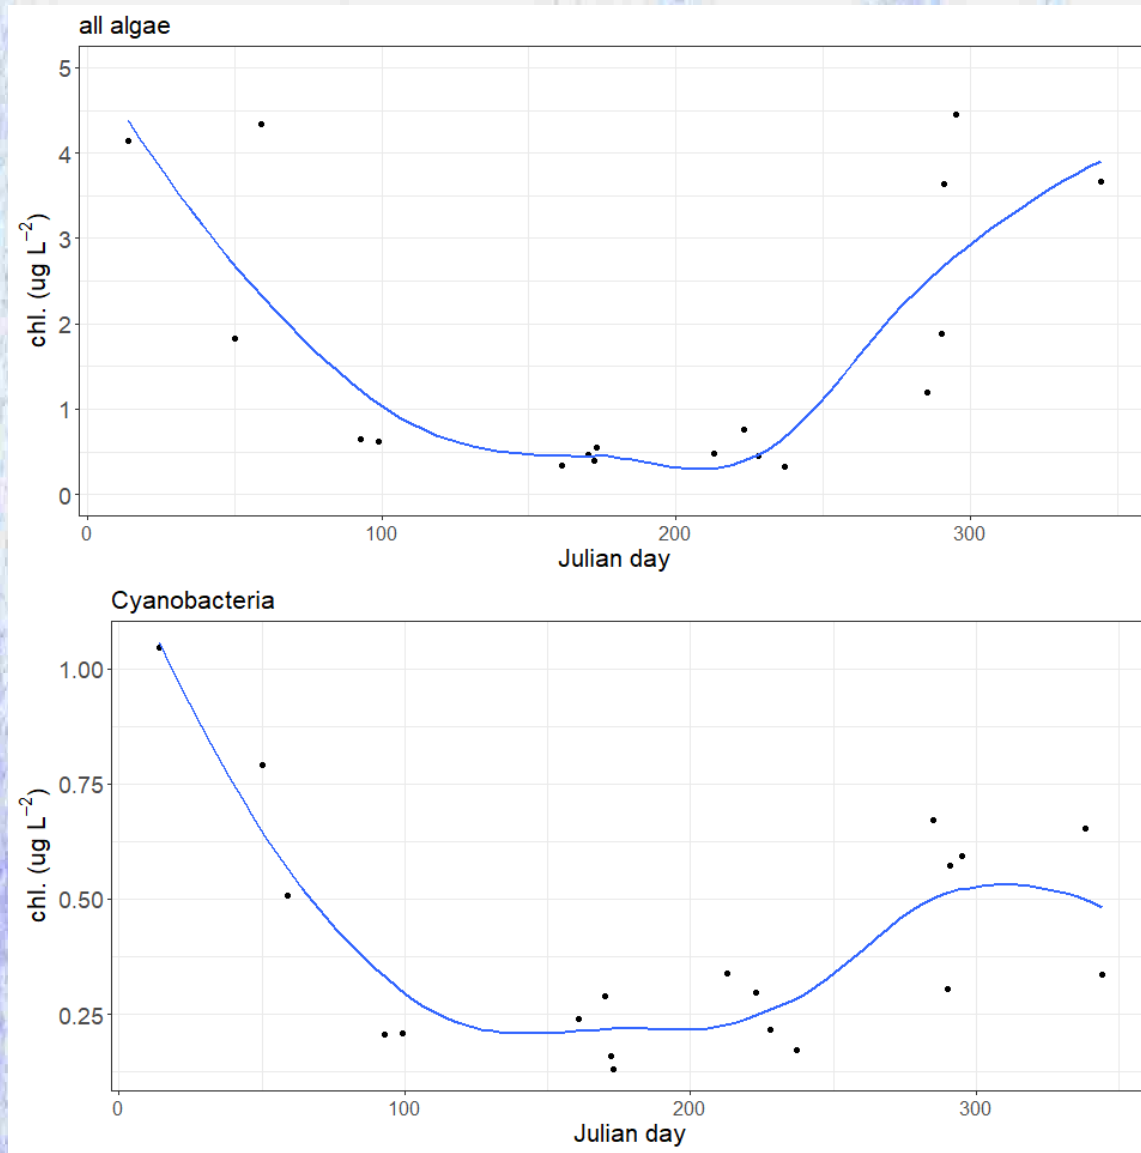 all algae
5
4
3
2
1
0
chl. (ug L⁻²)
0 100 200 300
Julian day
Cyanobacteria
1.00
0.75
0.50
0.25
chl. (ug L⁻²)
0 100 200 300
Julian day